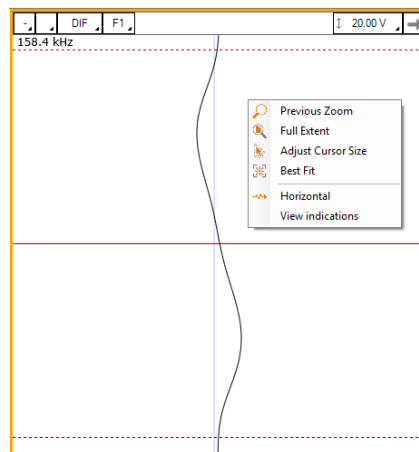 - DIF F1 20.00 V
158.4 kHz
Previous Zoom
Full Extent
Adjust Cursor Size
Best Fit
Horizontal
View indications